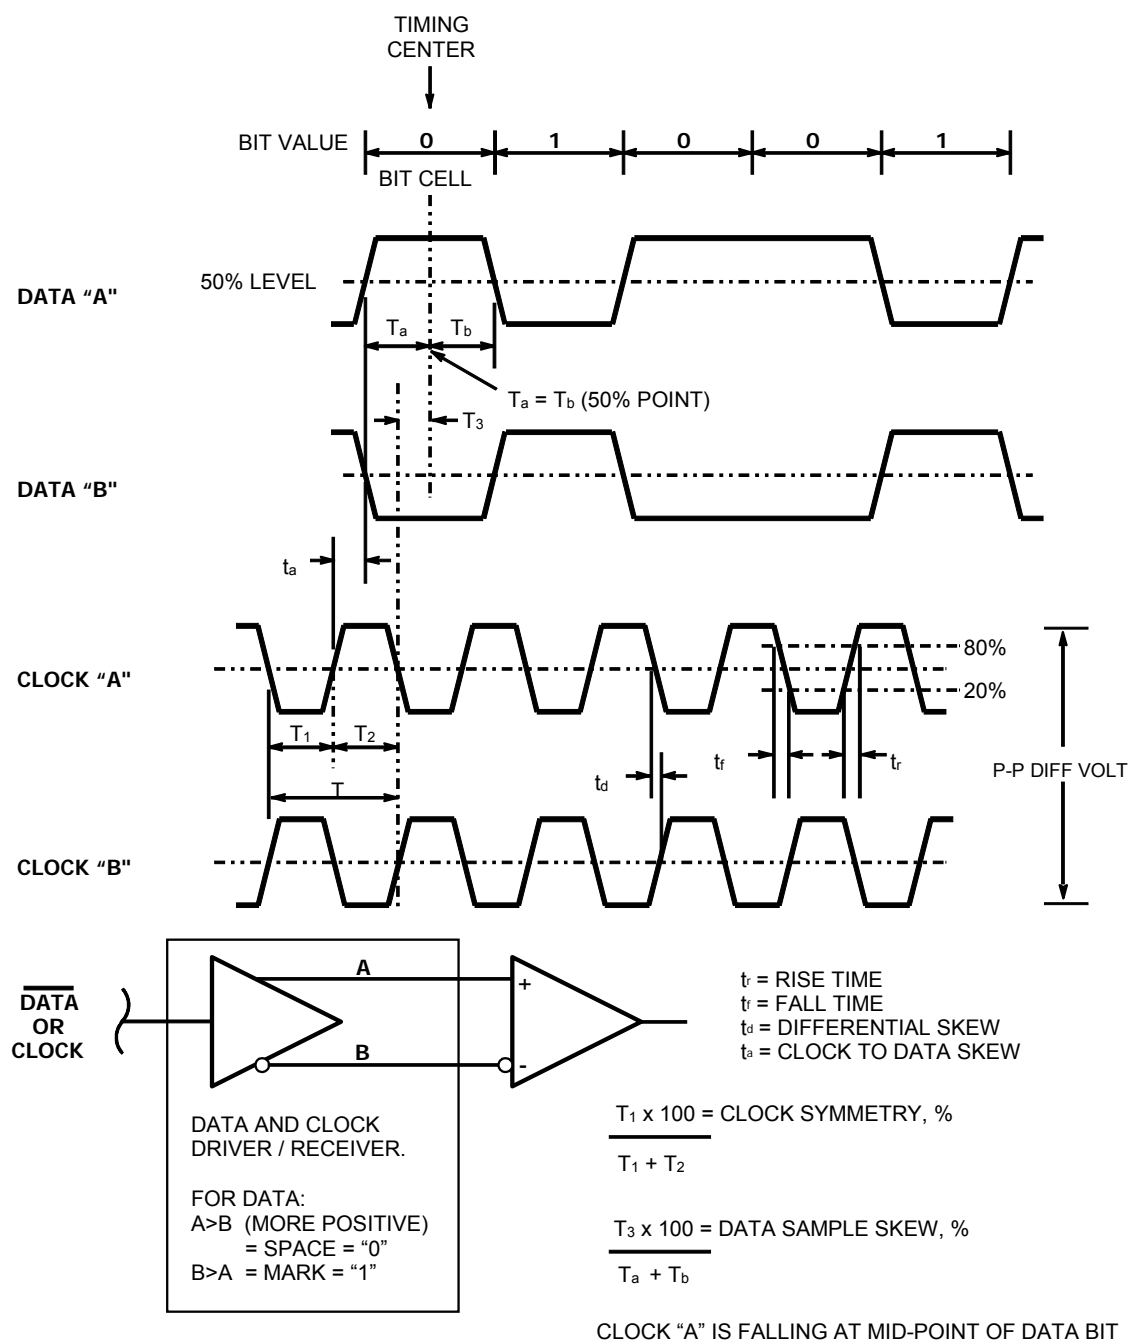 TIMING
CENTER
BIT VALUE
0 1 0 0 1
BIT CELL
50% LEVEL
DATA “A"
Ta Tb
Ta = Tb (50% POINT)
T3
DATA “B"
ta
80%
CLOCK “A"
20%
T1 T2
tf
tr
td
T
P-P DIFF VOLT
CLOCK “B"
DATA
OR
CLOCK
A
+
B
-
tr = RISE TIME
tf = FALL TIME
td = DIFFERENTIAL SKEW
ta = CLOCK TO DATA SKEW
DATA AND CLOCK
DRIVER / RECEIVER.
FOR DATA:
A>B (MORE POSITIVE)
= SPACE = “0”
B>A = MARK = “1”
T1 x 100 = CLOCK SYMMETRY, %
T1 + T2
T3 x 100 = DATA SAMPLE SKEW, %
Ta + Tb
CLOCK “A” IS FALLING AT MID-POINT OF DATA BIT